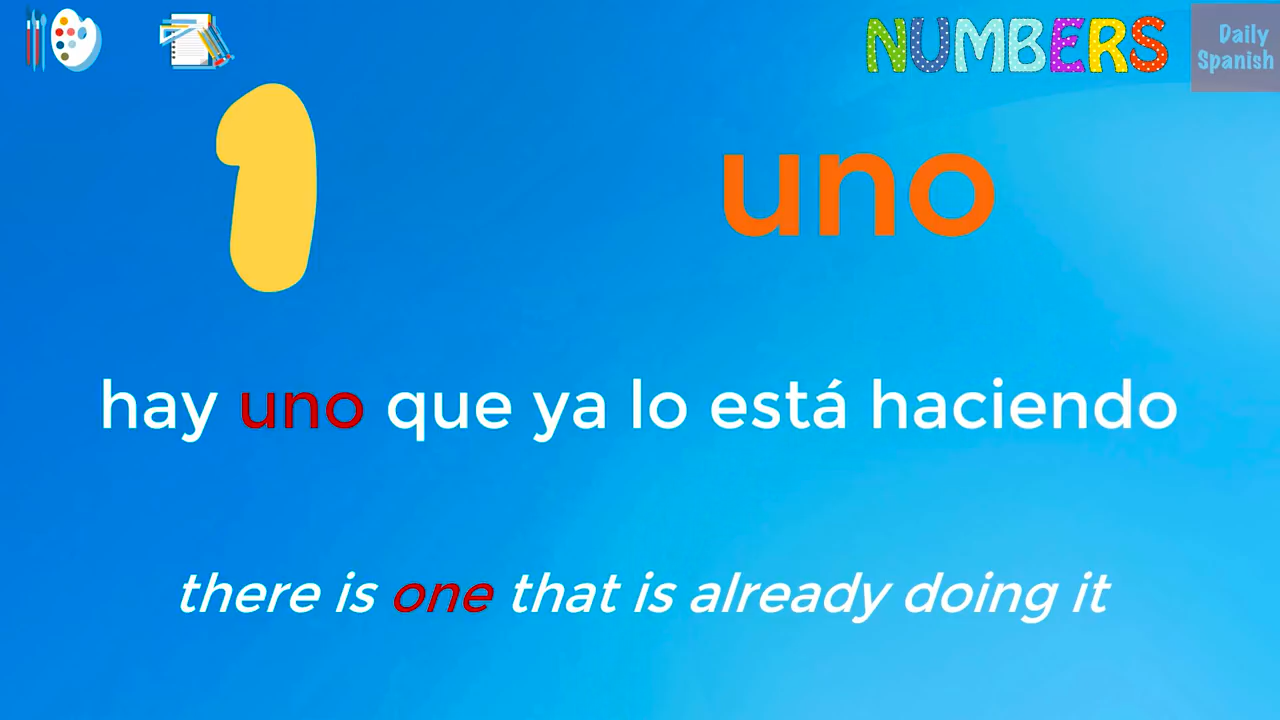 NUMBERS
Daily
Spanish
1
uno
hay uno que ya lo está haciendo
there is one that is already doing it